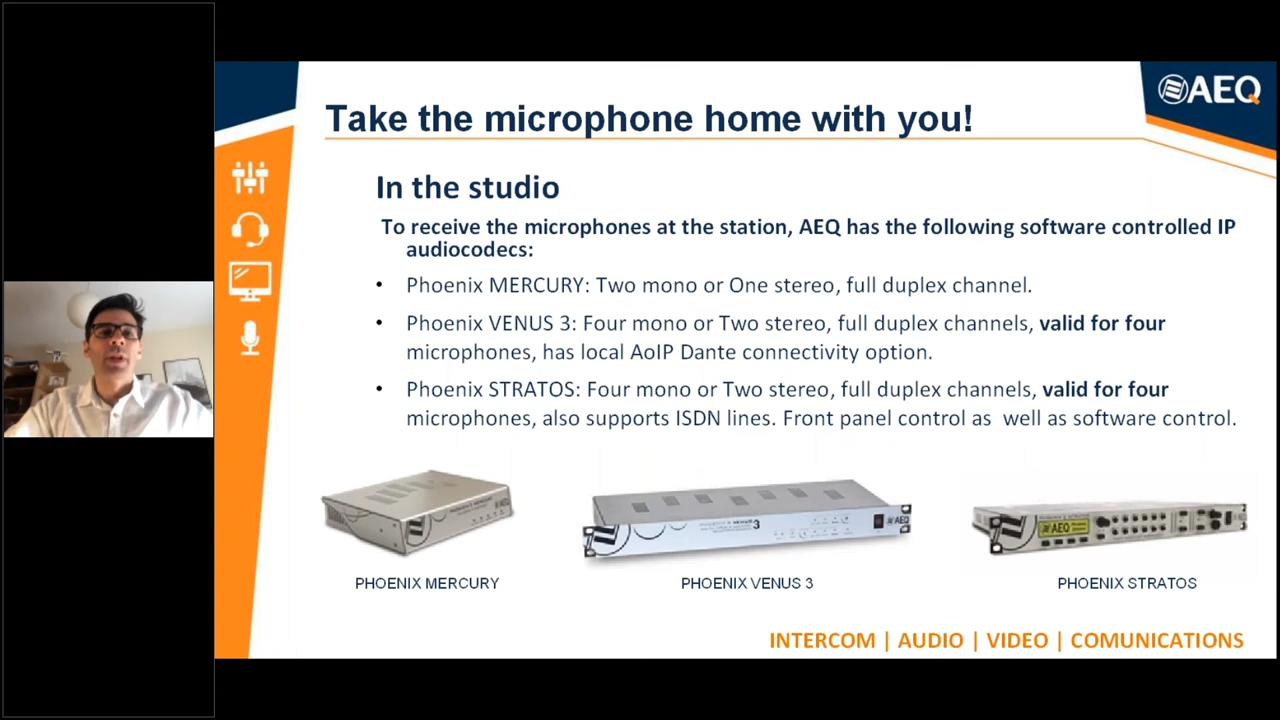 AEQ
Take the microphone home with you!
In the studio
To receive the microphones at the station, AEQ has the following software controlled IP
audiocodecs:
• Phoenix MERCURY: Two mono or One stereo, full duplex channel.
• Phoenix VENUS 3: Four mono or Two stereo, full duplex channels, valid for four
microphones, has local AoIP Dante connectivity option.
• Phoenix STRATOS: Four mono or Two stereo, full duplex channels, valid for four
microphones, also supports ISDN lines. Front panel control as  well as software control.
AEQ
3
AEQ
AEQ
PHOENIX MERCURY
PHOENIX VENUS 3
PHOENIX STRATOS
INTERCOM | AUDIO | VIDEO | COMUNICATIONS